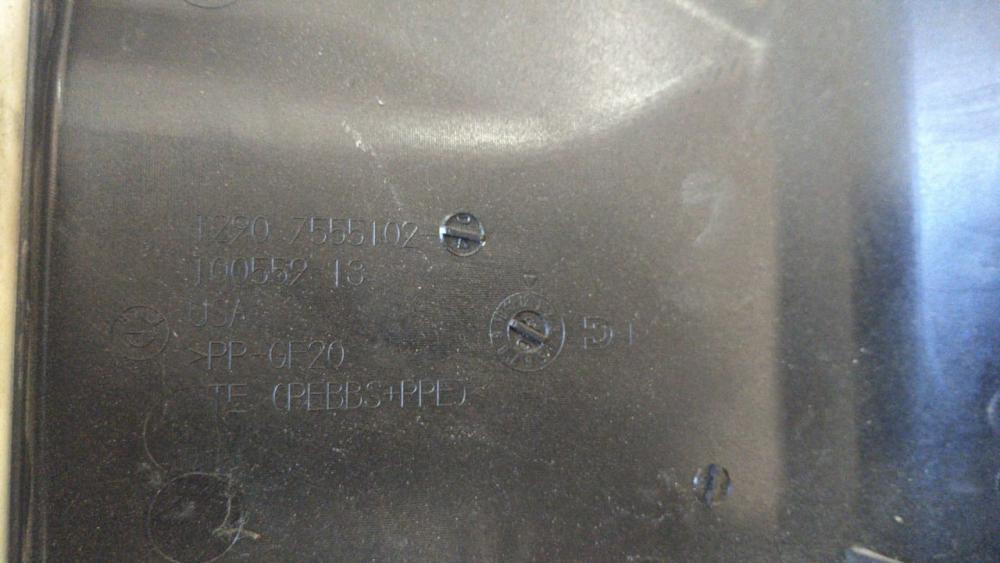 1290 7555102
100552 13
USA
>PP-GF20
TE (PEBBS+PPE)